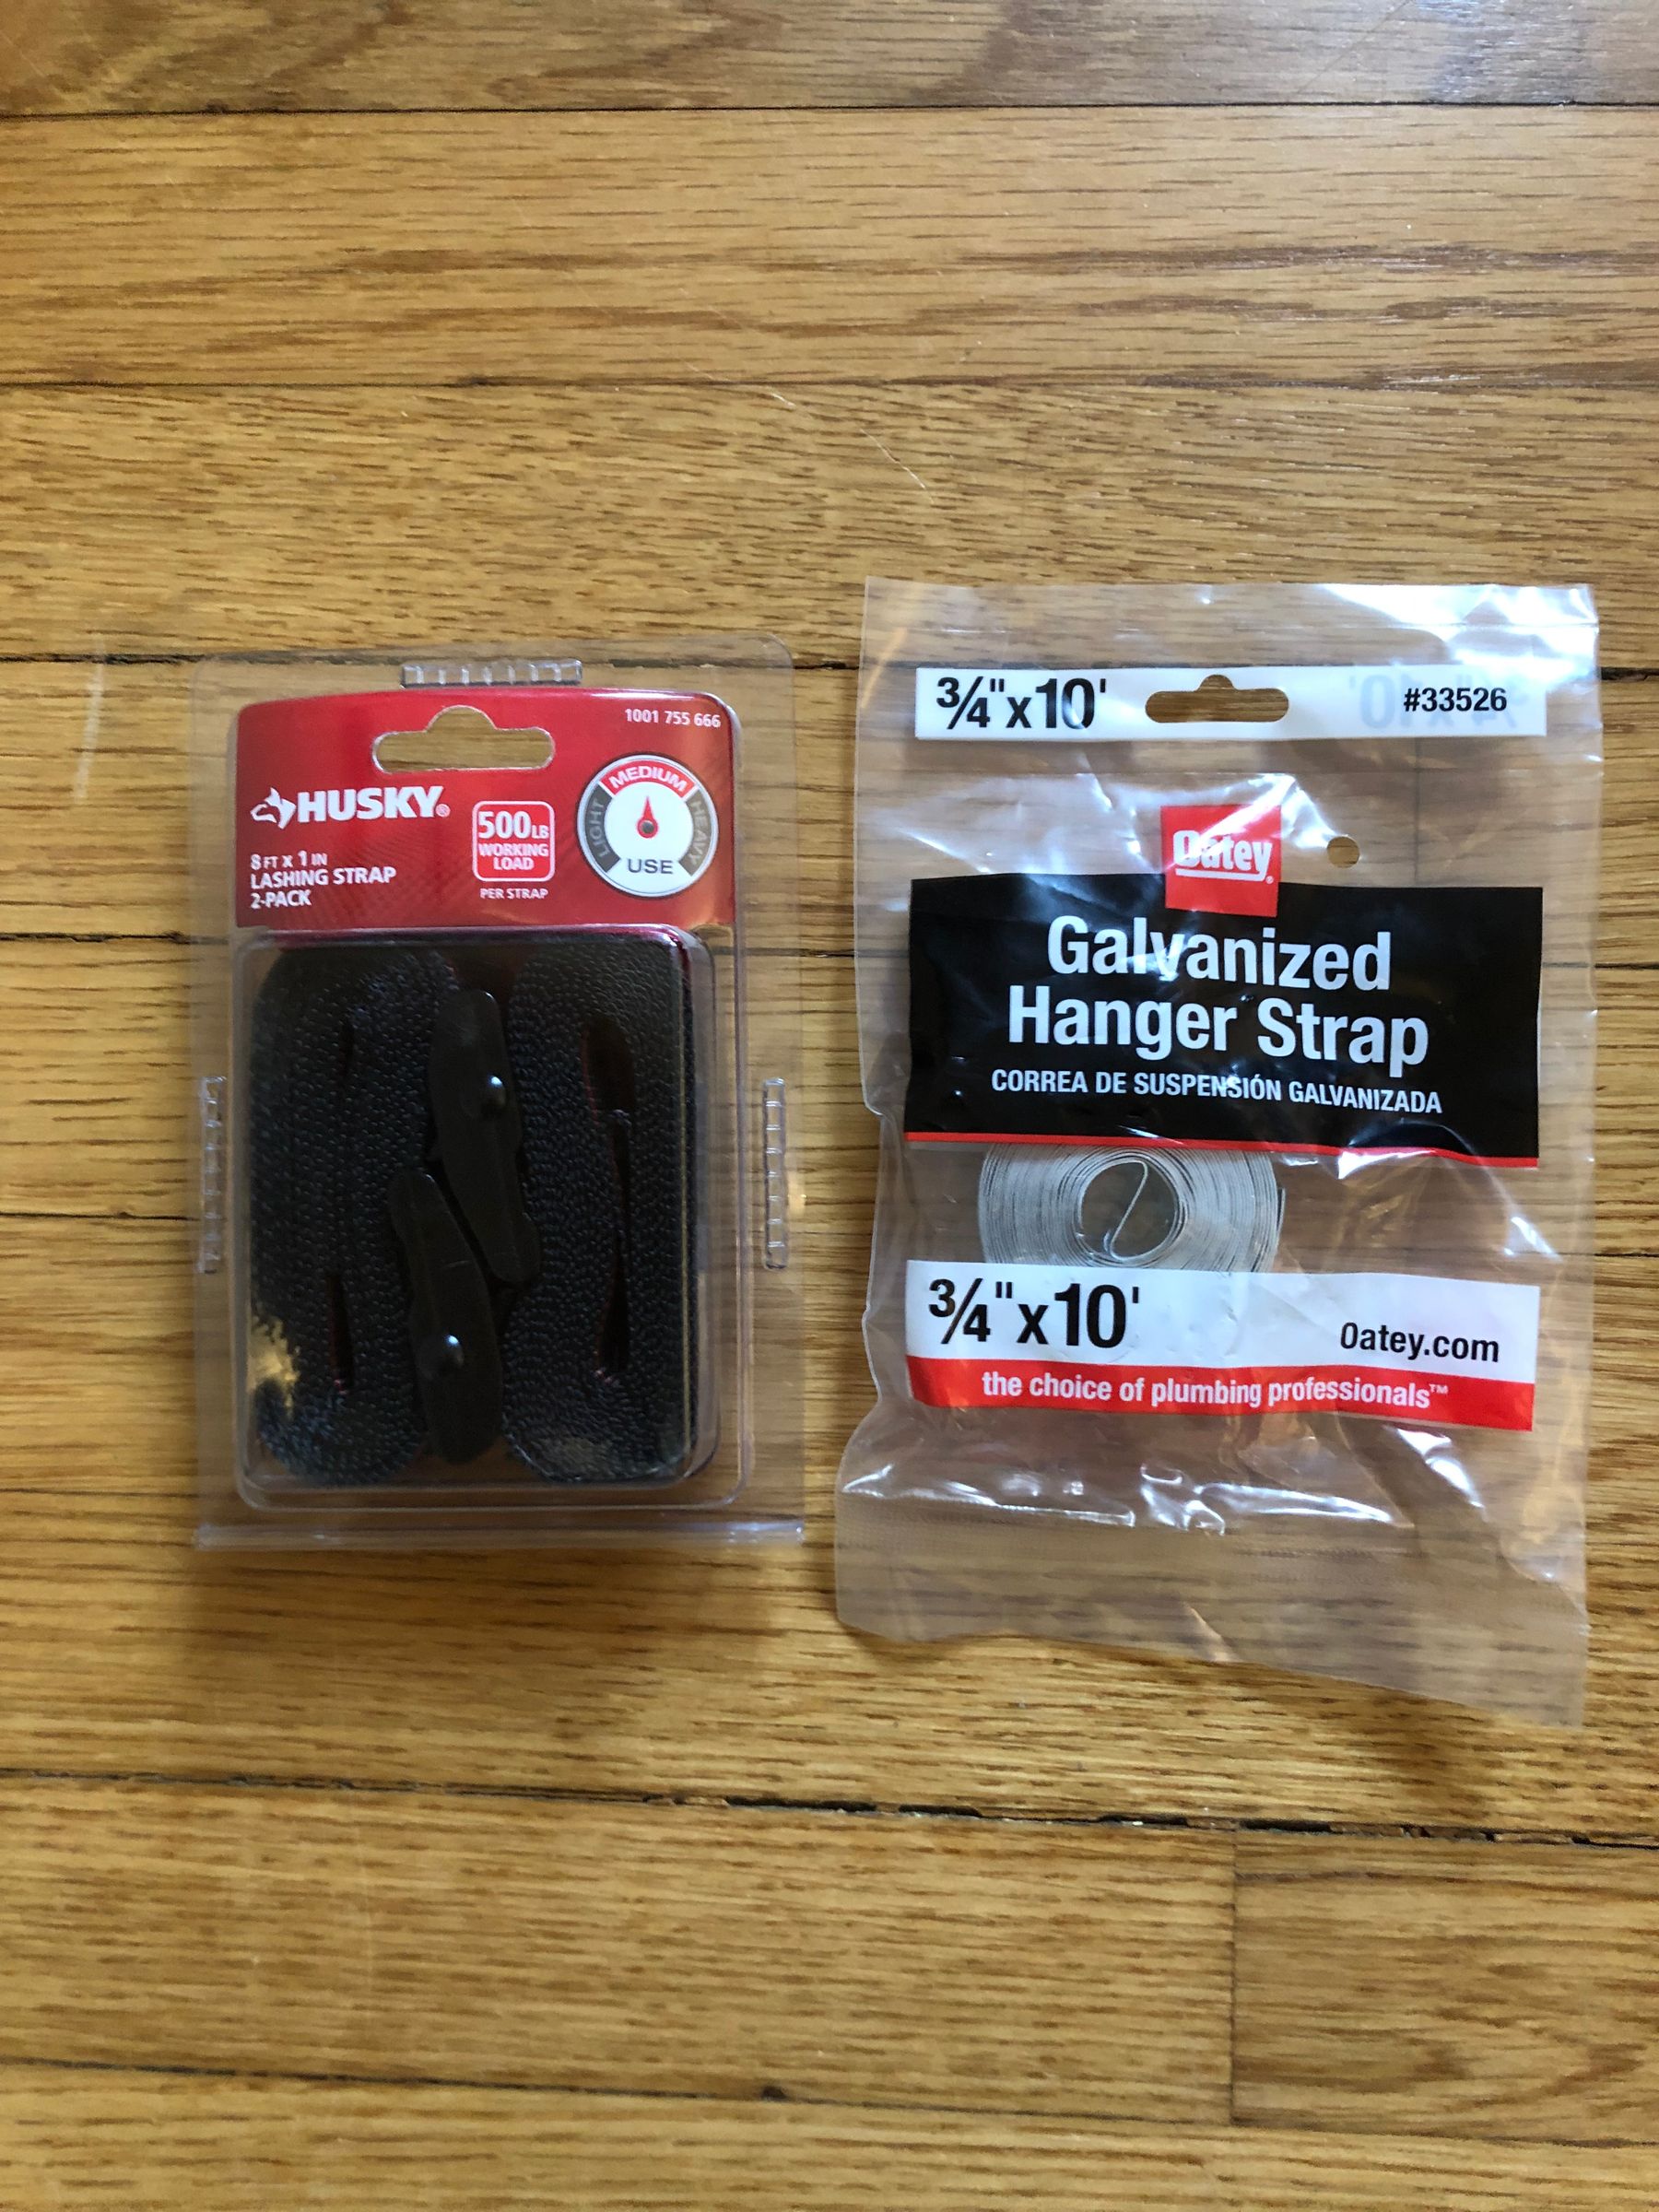 1001 755 666
HUSKY®
8 FT X 1 IN
LASHING STRAP
2-PACK
500LB
WORKING
LOAD
PER STRAP
LIGHT MEDIUM HEAVY
USE
3/4"x10' #33526
Oatey®
Galvanized
Hanger Strap
CORREA DE SUSPENSIÓN GALVANIZADA
3/4"x10'
Oatey.com
the choice of plumbing professionals™